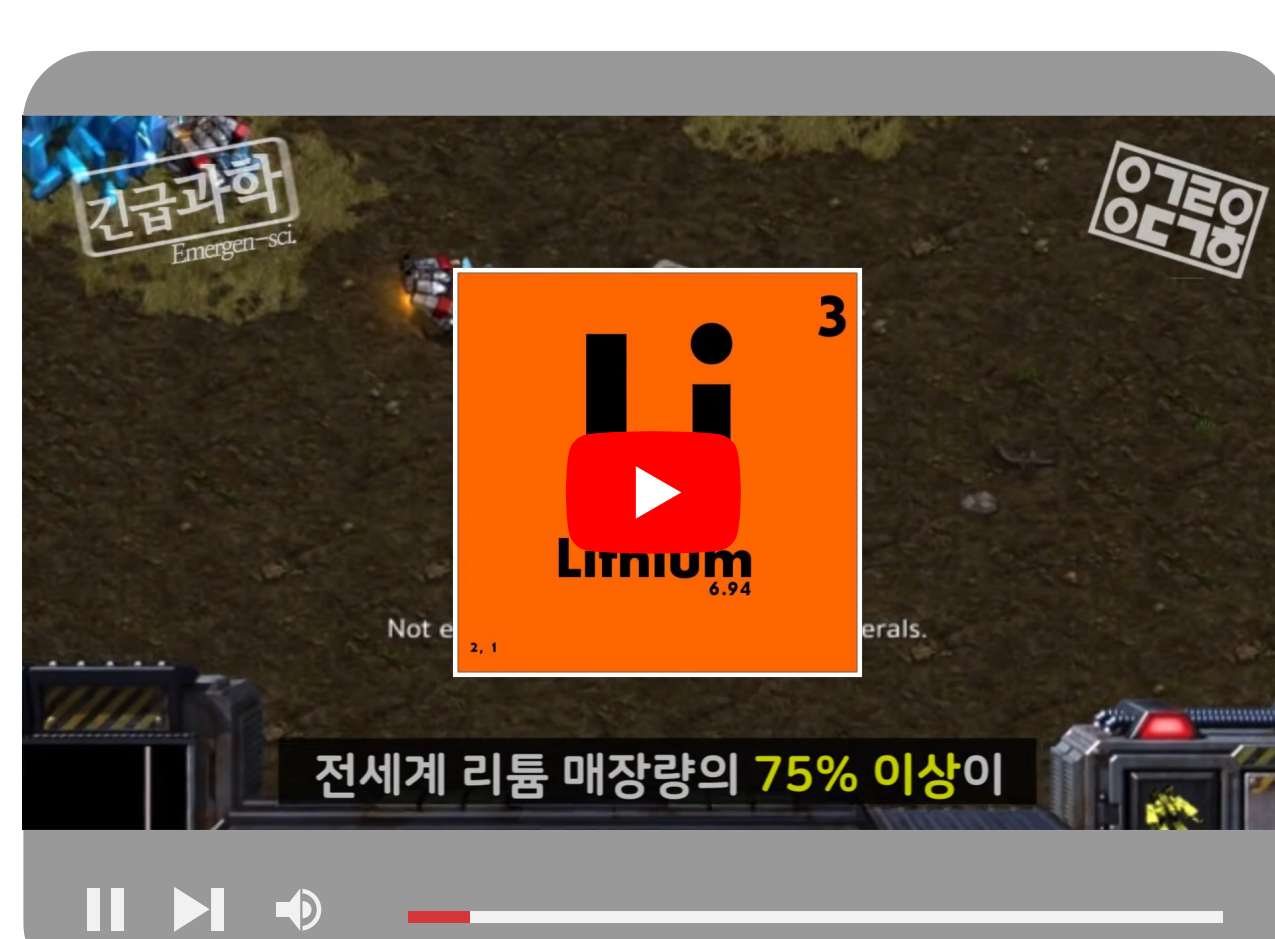 긴급과학
Emergen-sci.
3
Li
Lithium
6.94
Not e erals.
2, 1
전세계 리튬 매장량의 75% 이상이